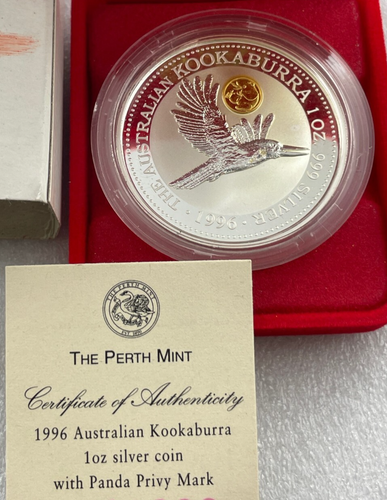 THE AUSTRALIAN KOOKABURRA 1 OZ 999 SILVER
· 1996 ·
THE PERTH MINT
THE PERTH MINT
Certificate of Authenticity
1996 Australian Kookaburra
1oz silver coin
with Panda Privy Mark